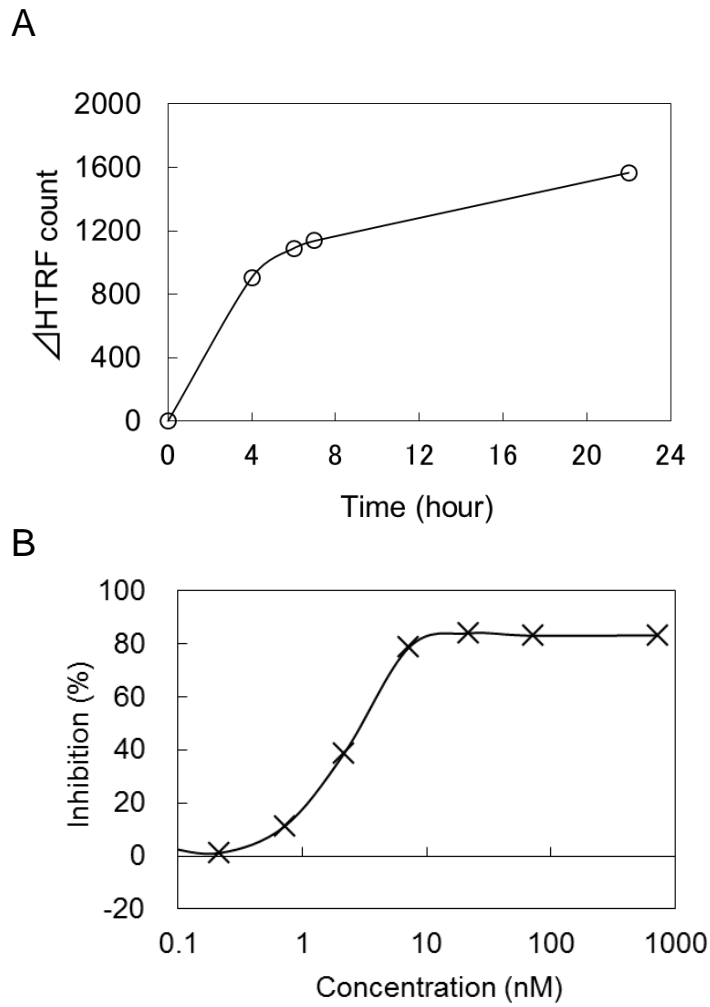 A
2000
1600
1200
800
400
0
⊿HTRF count
0 4 8 12 16 20 24
Time (hour)
B
100
80
60
40
20
0
-20
Inhibition (%)
0.1 1 10 100 1000
Concentration (nM)